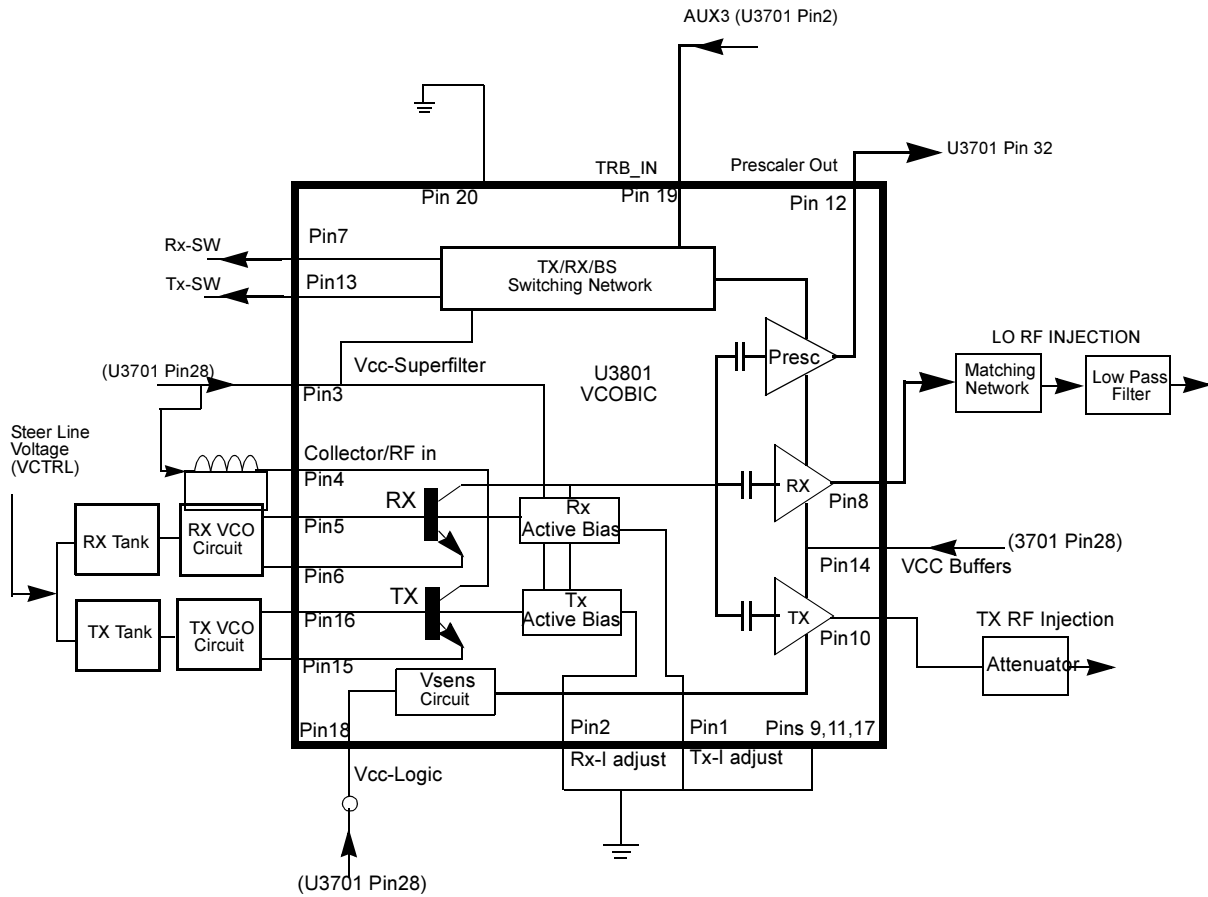 AUX3 (U3701 Pin2)
TRB_IN
Prescaler Out
U3701 Pin 32
Pin 20
Pin 19
Pin 12
Rx-SW
Pin7
Tx-SW
Pin13
TX/RX/BS
Switching Network
Presc
LO RF INJECTION
Vcc-Superfilter
U3801
VCOBIC
(U3701 Pin28)
Pin3
Matching
Network
Low Pass
Filter
Steer Line
Voltage
(VCTRL)
Collector/RF in
Pin4
RX
Rx
Active Bias
RX
Pin8
RX Tank
RX VCO
Circuit
Pin5
Pin6
(3701 Pin28)
Pin14
VCC Buffers
TX
Tx
Active Bias
TX
Pin10
TX Tank
TX VCO
Circuit
Pin16
Pin15
TX RF Injection
Attenuator
Vsens
Circuit
Pin18
Pin2
Pin1
Pins 9,11,17
Rx-I adjust
Tx-I adjust
Vcc-Logic
(U3701 Pin28)